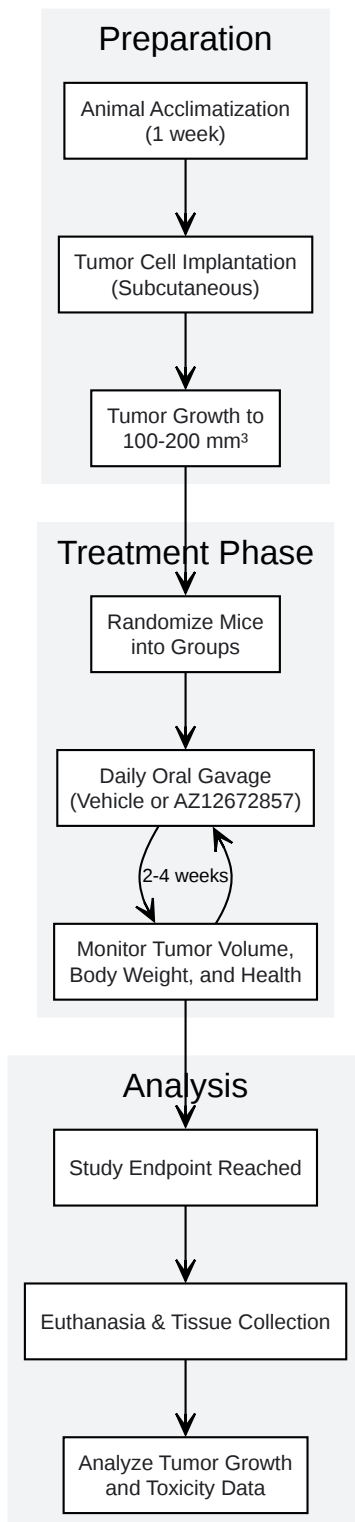 Preparation
Animal Acclimatization
(1 week)
Tumor Cell Implantation
(Subcutaneous)
Tumor Growth to
100-200 mm³
Treatment Phase
Randomize Mice
into Groups
Daily Oral Gavage
(Vehicle or AZ12672857)
2-4 weeks
Monitor Tumor Volume,
Body Weight, and Health
Analysis
Study Endpoint Reached
Euthanasia & Tissue Collection
Analyze Tumor Growth
and Toxicity Data